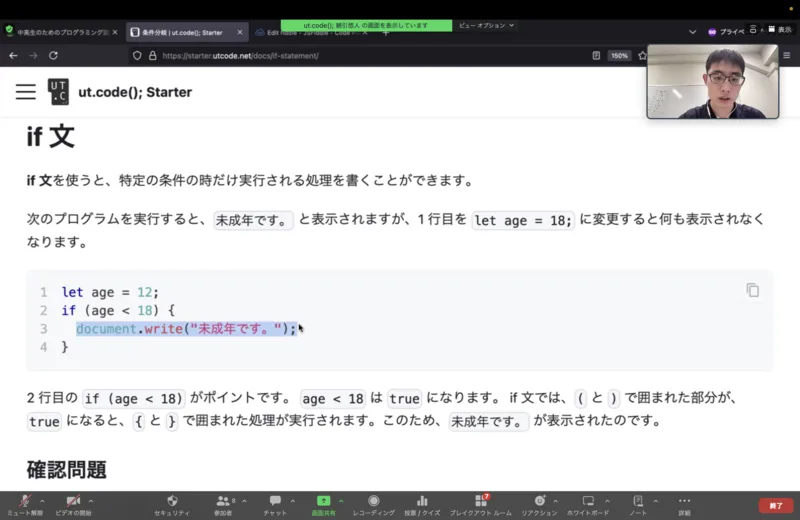 中高生のためのプログラミング講
条件分岐 | ut.code(); Starter
ut.code(); 割引悠人 の画面を表示しています
ビュー オプション
プライベ
表示
https://starter.utcode.net/docs/if-statement/
150%
UT
.C
ut.code(); Starter
if 文
if 文を使うと、特定の条件の時だけ実行される処理を書くことができます。
次のプログラムを実行すると、 未成年です。 と表示されますが、1 行目を let age = 18; に変更すると何も表示されなく
なります。
1 let age = 12;
2 if (age < 18) {
3 document.write("未成年です。");
4 }
2 行目の if (age < 18) がポイントです。 age < 18 は true になります。 if 文では、 ( と ) で囲まれた部分が、
true になると、 { と } で囲まれた処理が実行されます。このため、 未成年です。 が表示されたのです。
確認問題
8
7
ミュート解除
ビデオの開始
セキュリティ
参加者
チャット
画面共有
レコーディング
投票 / クイズ
ブレイクアウト ルーム
リアクション
ホワイトボード
ノート
詳細
終了